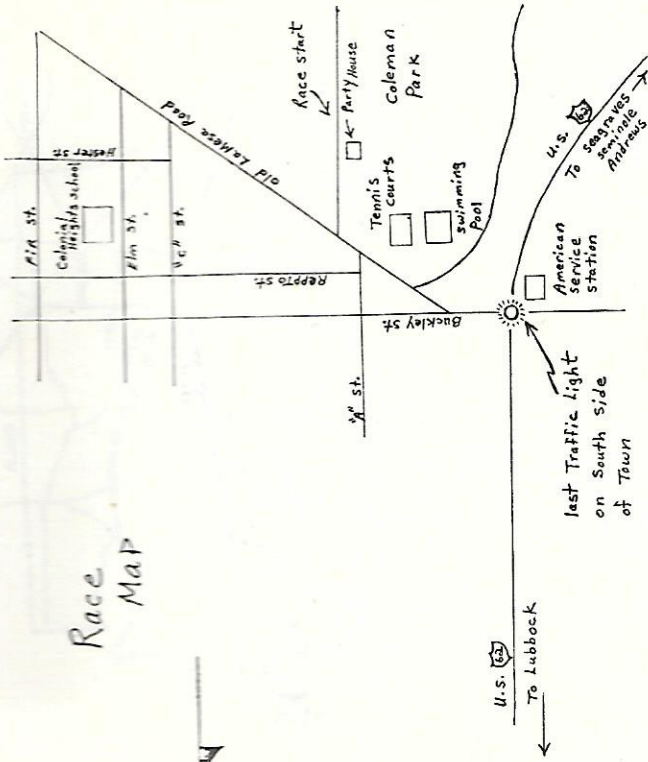 Race
Map
U.S. 62
To Lubbock
last Traffic Light
on South side
of Town
"A" st.
Buckley st.
Reppto st.
Pin st.
Colonial
Heights school
Elm st.
"C" st.
Hester st.
Old LaMesa Road
Race start
Party House
Coleman
Park
Tennis
courts
swimming
Pool
American
service
station
U.S. 62
To Seagraves
seminole
Andrews